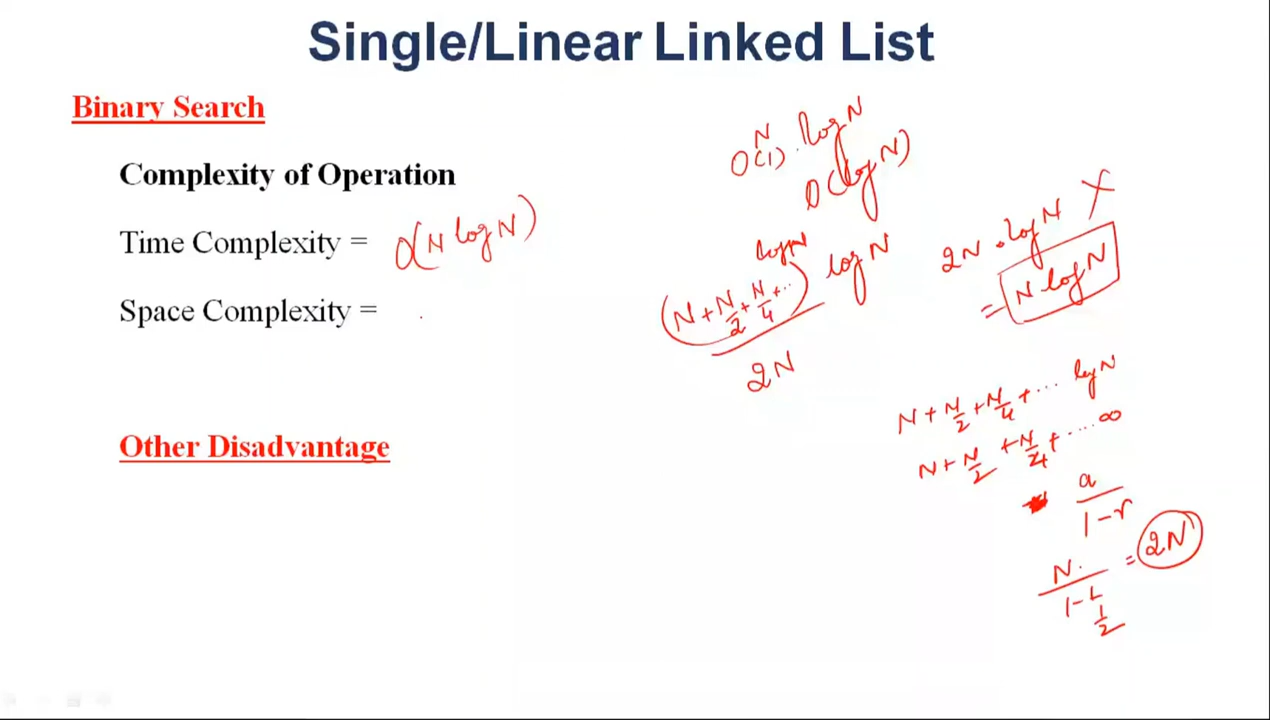 Single/Linear Linked List
Binary Search
Complexity of Operation
Time Complexity = O(N log N)
Space Complexity =
Other Disadvantage
N
O(1) . log N
O(log N)
log N
(N + N/2 + N/4 + ...) log N
2N
2N . log N X
= N log N
N + N/2 + N/4 + ... log N
N + N/2 + N/4 + .... ∞
a/1-r
N./1-1/2 = 2N